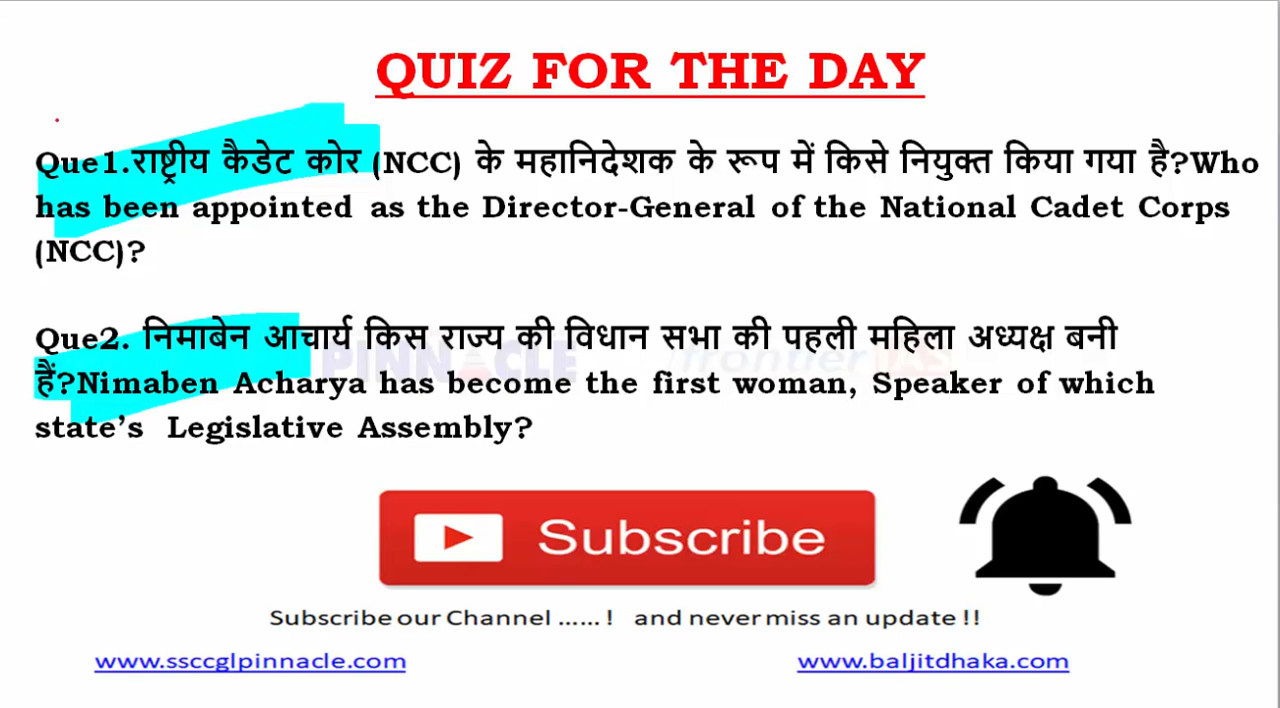 QUIZ FOR THE DAY
Que1.राष्ट्रीय कैडेट कोर (NCC) के महानिदेशक के रूप में किसे नियुक्त किया गया है?Who
has been appointed as the Director-General of the National Cadet Corps
(NCC)?
Que2. निमाबेन आचार्य किस राज्य की विधान सभा की पहली महिला अध्यक्ष बनी
हैं?Nimaben Acharya has become the first woman, Speaker of which
state’s Legislative Assembly?
PINNACLE frontier IAS
Subscribe
Subscribe our Channel ...... ! and never miss an update !!
www.ssccglpinnacle.com www.baljitdhaka.com